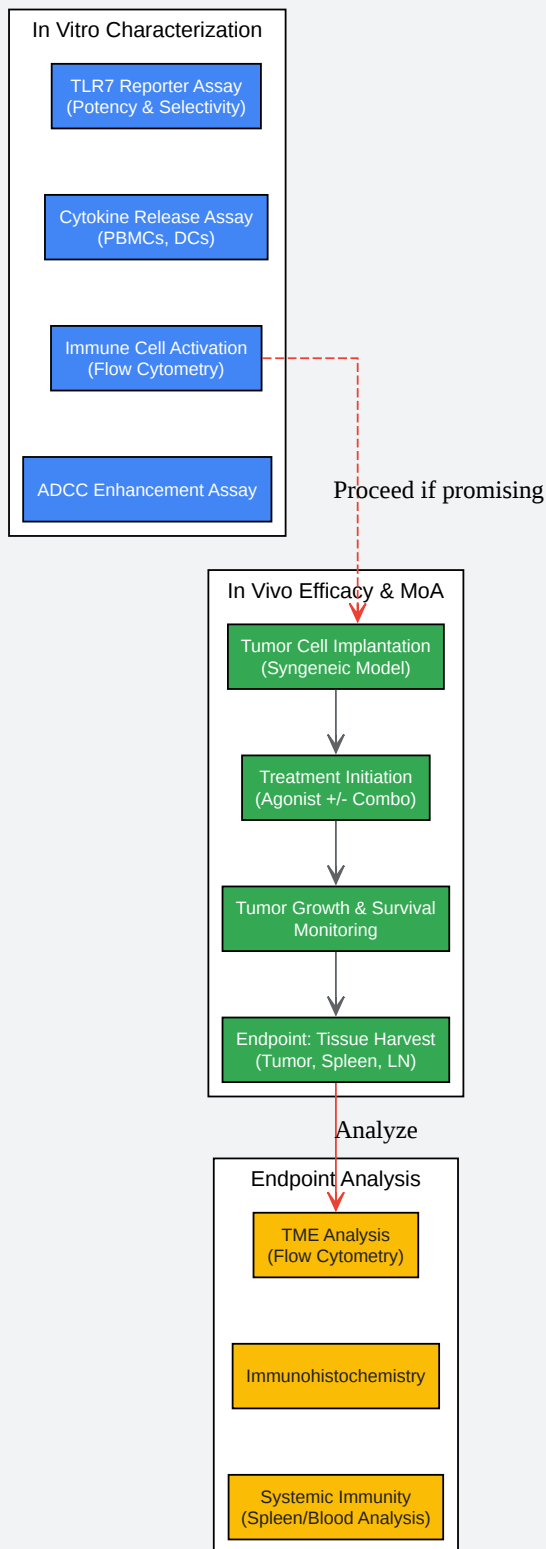 In Vitro Characterization
TLR7 Reporter Assay
(Potency & Selectivity)
Cytokine Release Assay
(PBMCs, DCs)
Immune Cell Activation
(Flow Cytometry)
ADCC Enhancement Assay
Proceed if promising
In Vivo Efficacy & MoA
Tumor Cell Implantation
(Syngeneic Model)
Treatment Initiation
(Agonist +/- Combo)
Tumor Growth & Survival
Monitoring
Endpoint: Tissue Harvest
(Tumor, Spleen, LN)
Analyze
Endpoint Analysis
TME Analysis
(Flow Cytometry)
Immunohistochemistry
Systemic Immunity
(Spleen/Blood Analysis)